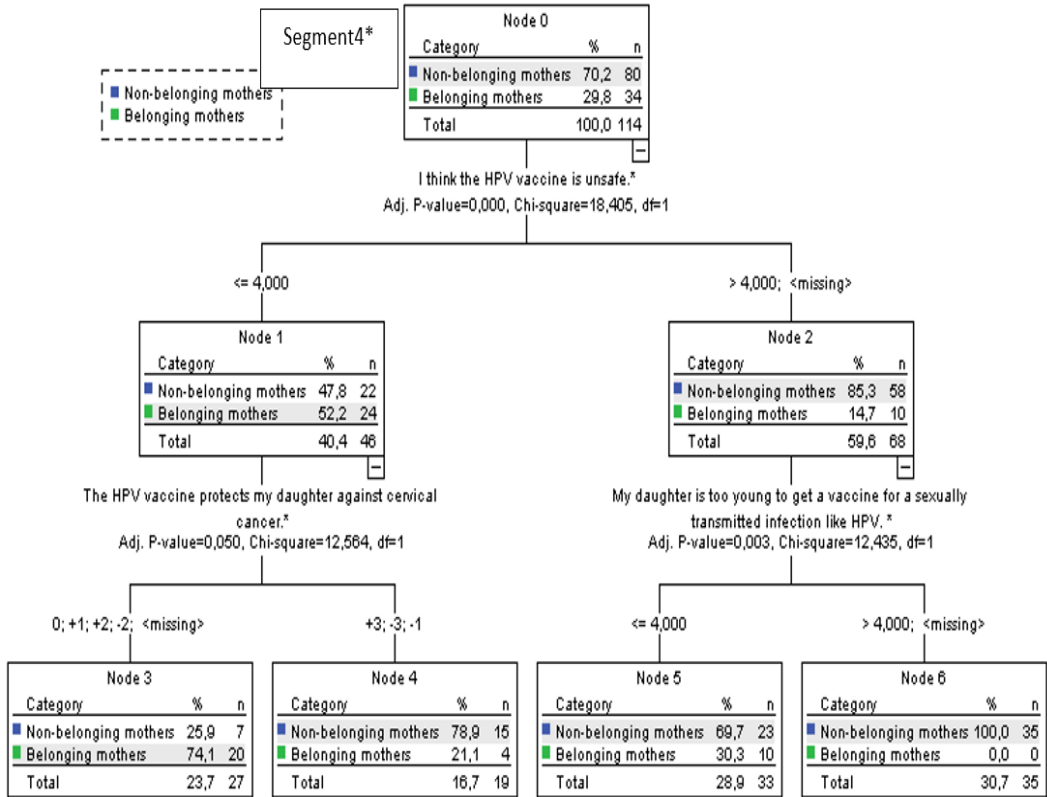 Segment4*
Non-belonging mothers
Belonging mothers
Node 0
Category % n
Non-belonging mothers 70,2 80
Belonging mothers 29,8 34
Total 100,0 114
I think the HPV vaccine is unsafe.*
Adj. P-value=0,000, Chi-square=18,405, df=1
<= 4,000
> 4,000; <missing>
Node 1
Category % n
Non-belonging mothers 47,8 22
Belonging mothers 52,2 24
Total 40,4 46
Node 2
Category % n
Non-belonging mothers 85,3 58
Belonging mothers 14,7 10
Total 59,6 68
The HPV vaccine protects my daughter against cervical
cancer.*
Adj. P-value=0,050, Chi-square=12,564, df=1
My daughter is too young to get a vaccine for a sexually
transmitted infection like HPV. *
Adj. P-value=0,003, Chi-square=12,435, df=1
0; +1; +2; -2; <missing>
+3; -3; -1
<= 4,000
> 4,000; <missing>
Node 3
Category % n
Non-belonging mothers 25,9 7
Belonging mothers 74,1 20
Total 23,7 27
Node 4
Category % n
Non-belonging mothers 78,9 15
Belonging mothers 21,1 4
Total 16,7 19
Node 5
Category % n
Non-belonging mothers 69,7 23
Belonging mothers 30,3 10
Total 28,9 33
Node 6
Category % n
Non-belonging mothers 100,0 35
Belonging mothers 0,0 0
Total 30,7 35